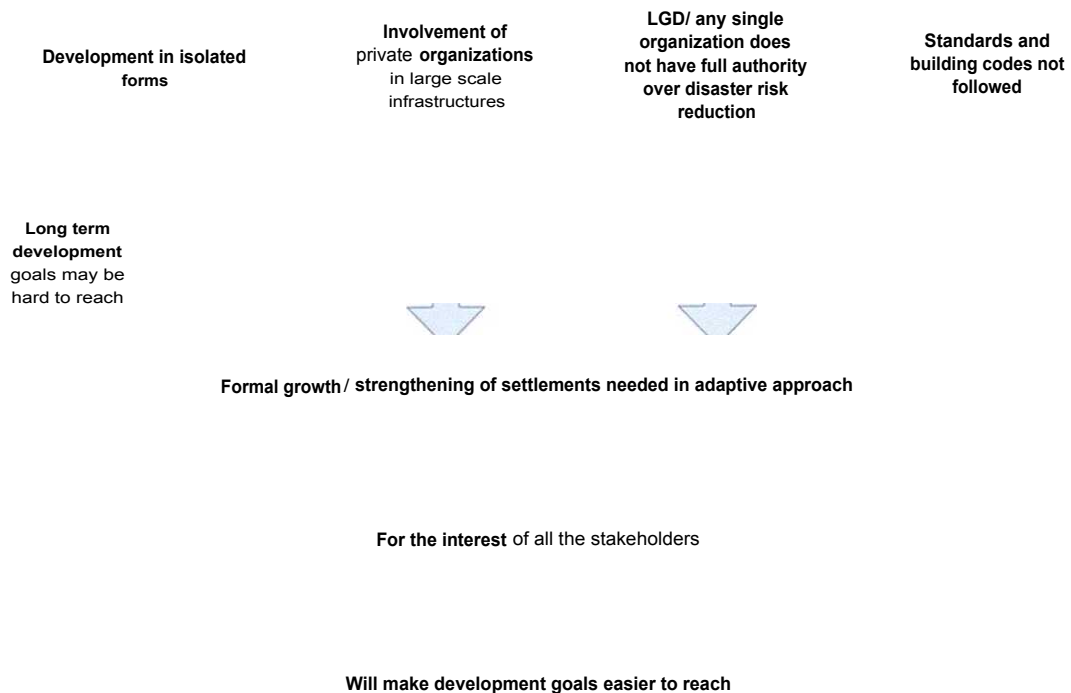 Development in isolated
forms
Involvement of
private organizations
in large scale
infrastructures
LGD/ any single
organization does
not have full authority
over disaster risk
reduction
Standards and
building codes not
followed
Long term
development
goals may be
hard to reach
Formal growth / strengthening of settlements needed in adaptive approach
For the interest of all the stakeholders
Will make development goals easier to reach